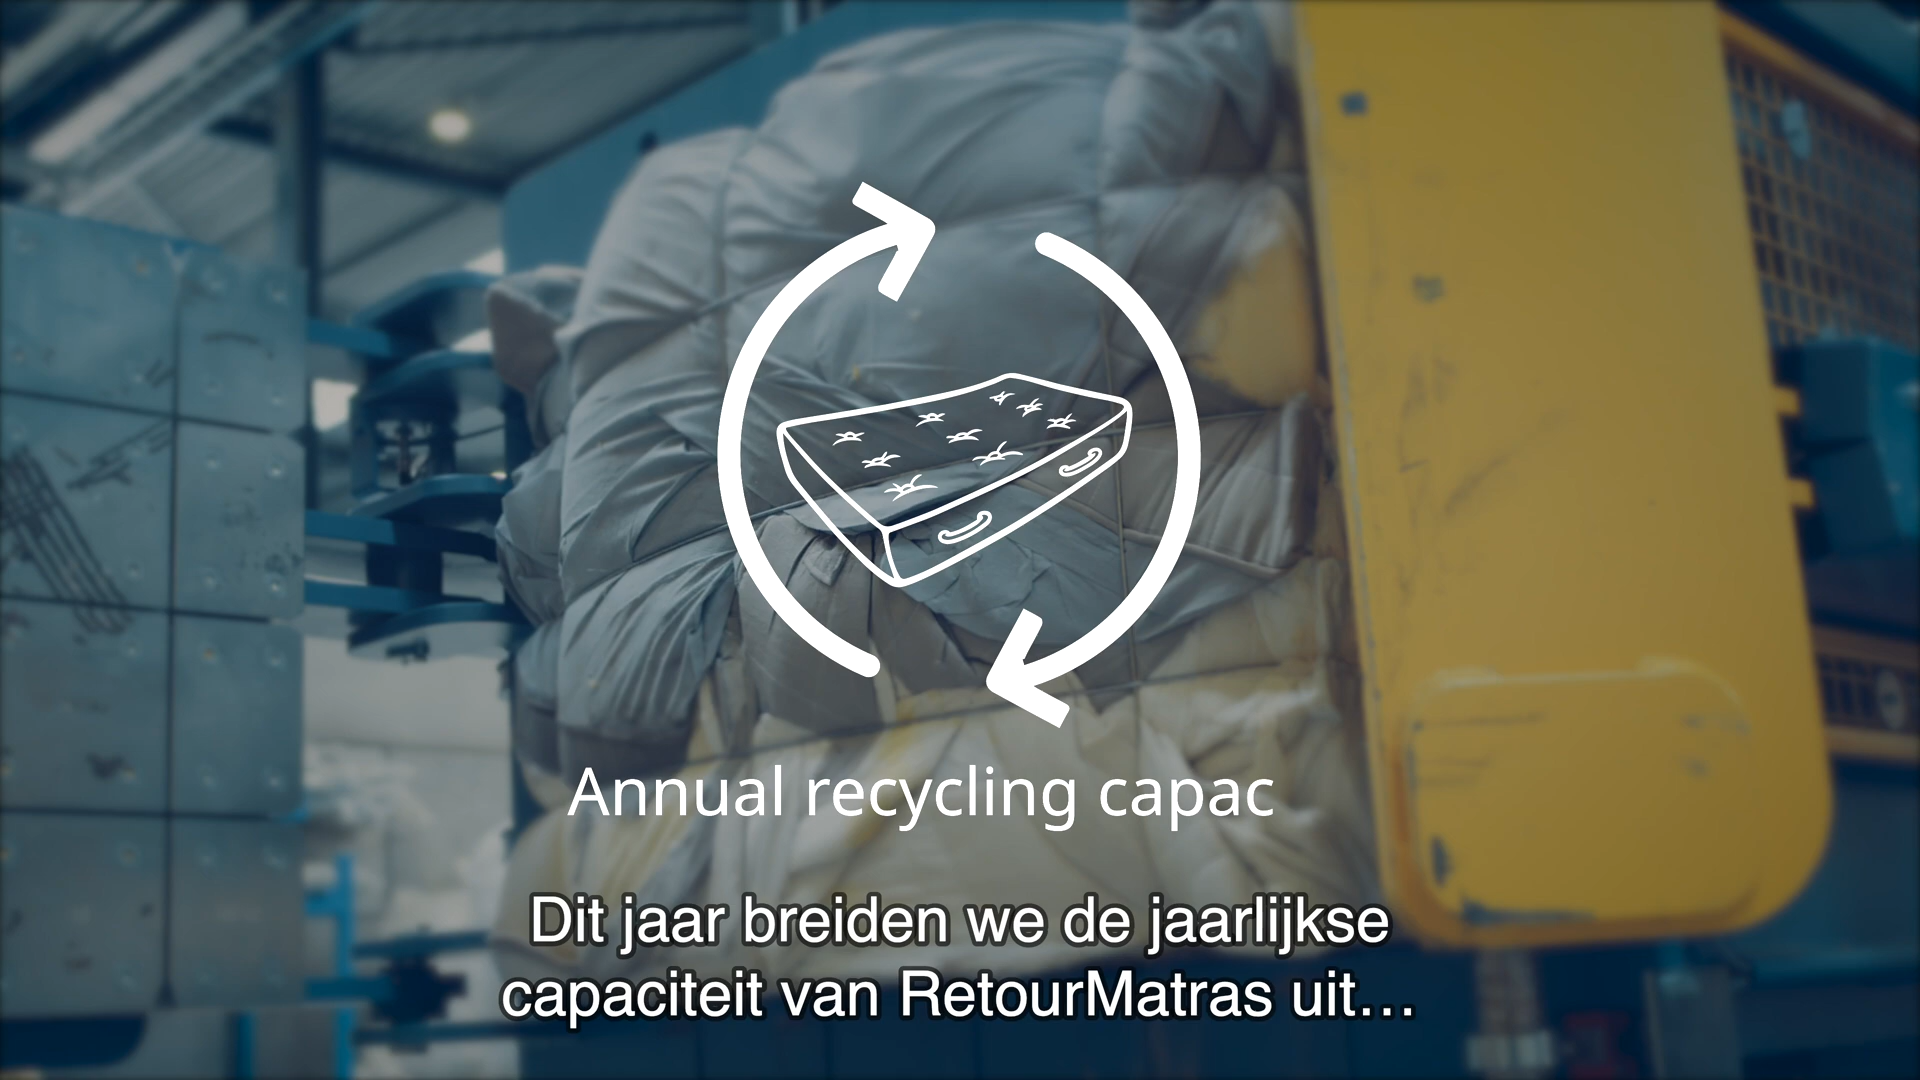 Annual recycling capac
Dit jaar breiden we de jaarlijkse
capaciteit van RetourMatras uit...